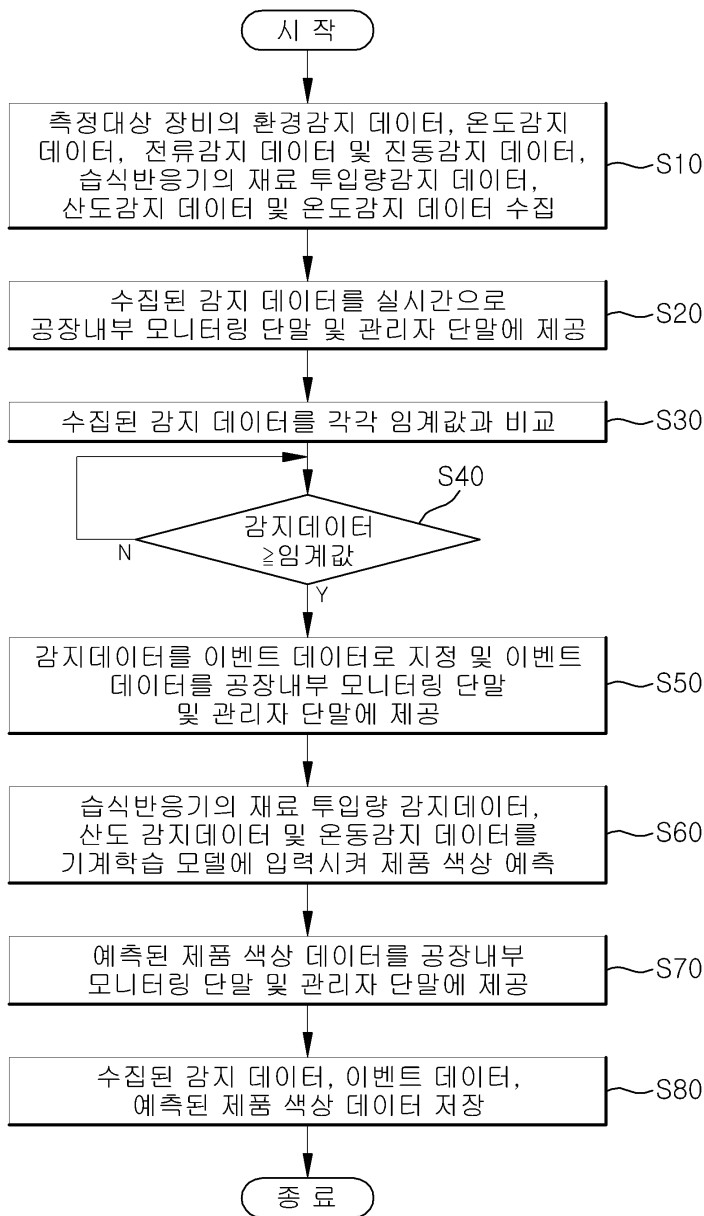 시 작
측정대상 장비의 환경감지 데이터, 온도감지
데이터, 전류감지 데이터 및 진동감지 데이터,
습식반응기의 재료 투입량감지 데이터,
산도감지 데이터 및 온도감지 데이터 수집
S10
수집된 감지 데이터를 실시간으로
공장내부 모니터링 단말 및 관리자 단말에 제공
S20
수집된 감지 데이터를 각각 임계값과 비교
S30
S40
감지데이터
≧임계값
N
Y
감지데이터를 이벤트 데이터로 지정 및 이벤트
데이터를 공장내부 모니터링 단말
및 관리자 단말에 제공
S50
습식반응기의 재료 투입량 감지데이터,
산도 감지데이터 및 온동감지 데이터를
기계학습 모델에 입력시켜 제품 색상 예측
S60
예측된 제품 색상 데이터를 공장내부
모니터링 단말 및 관리자 단말에 제공
S70
수집된 감지 데이터, 이벤트 데이터,
예측된 제품 색상 데이터 저장
S80
종 료